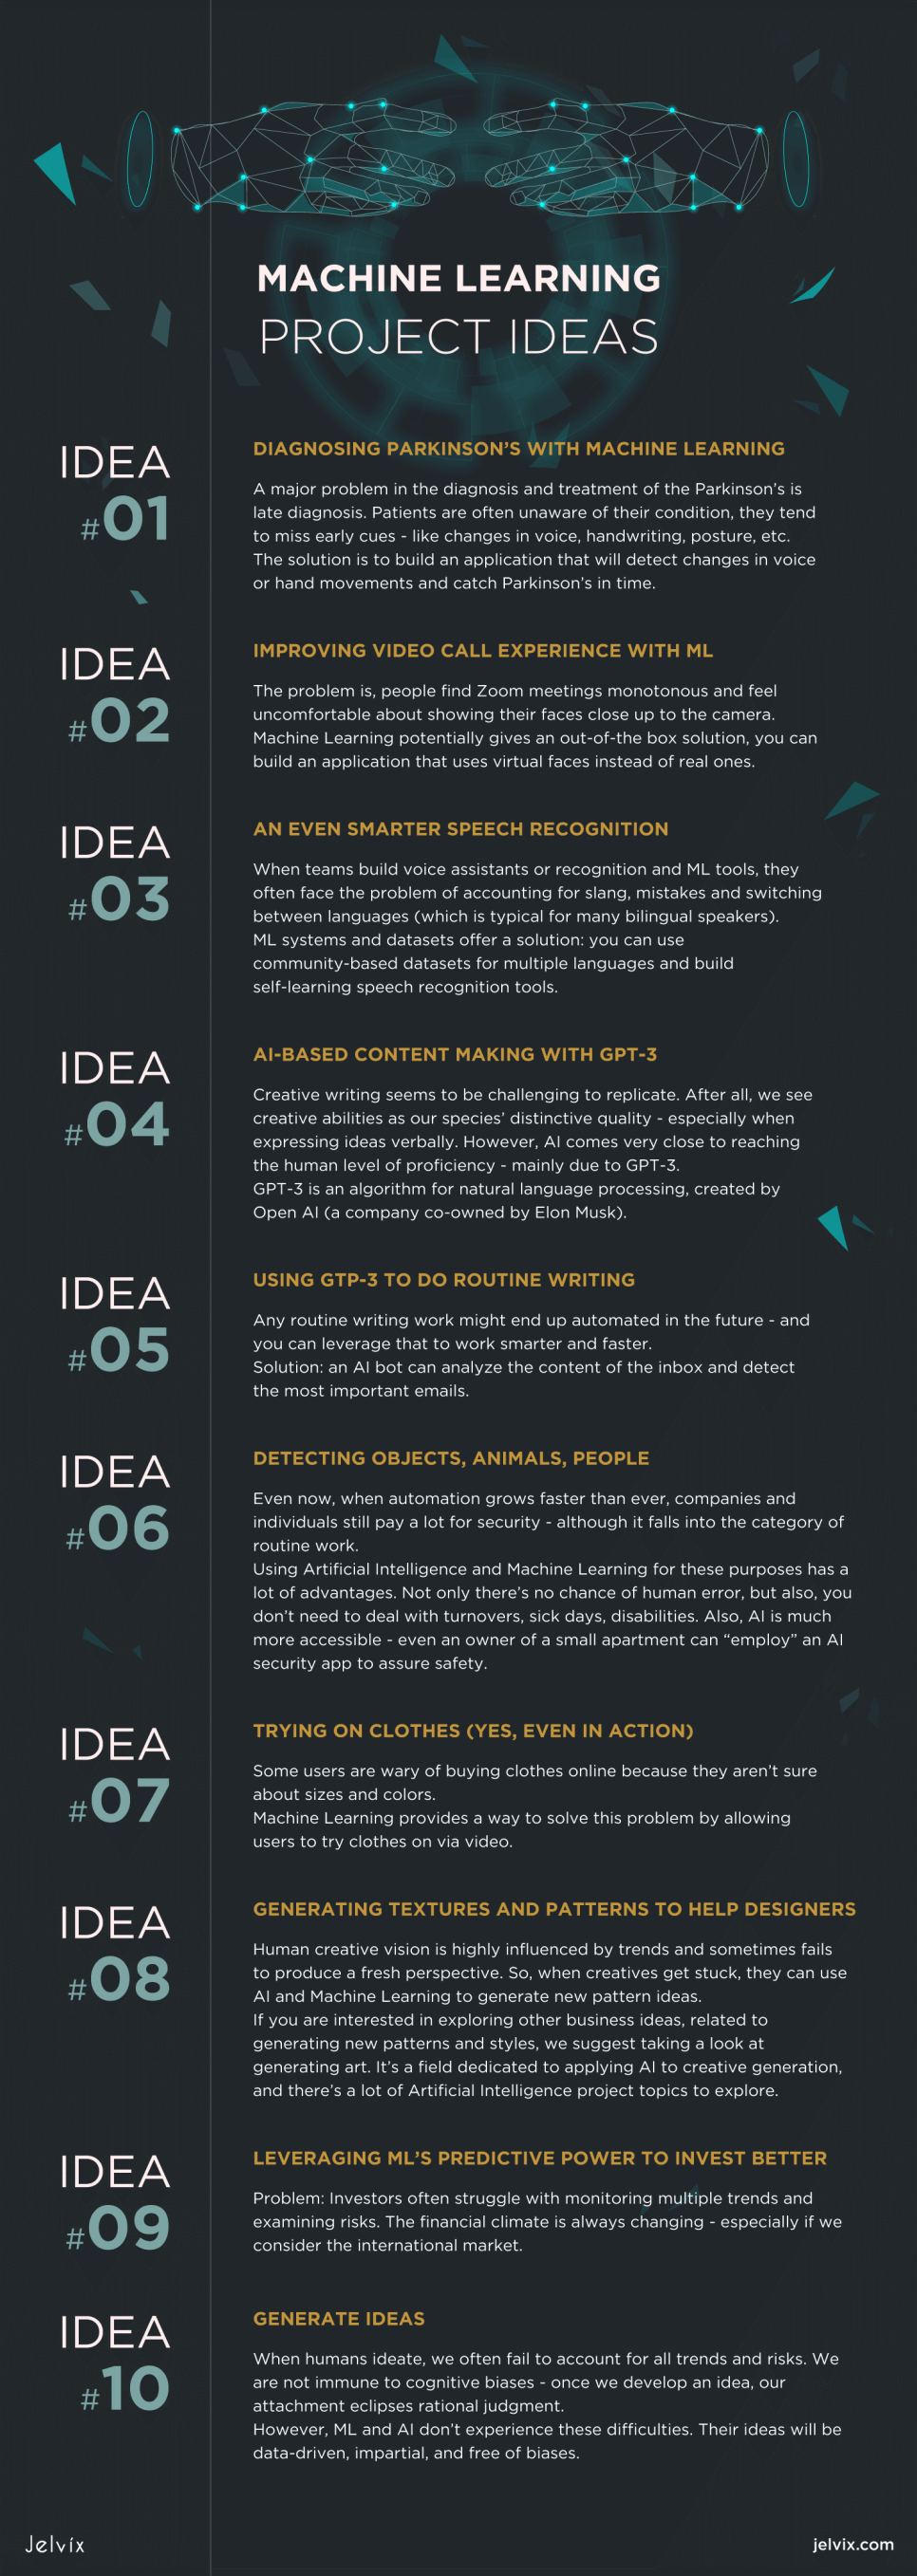 MACHINE LEARNING
PROJECT IDEAS
IDEA
#01
DIAGNOSING PARKINSON’S WITH MACHINE LEARNING
A major problem in the diagnosis and treatment of the Parkinson’s is
late diagnosis. Patients are often unaware of their condition, they tend
to miss early cues - like changes in voice, handwriting, posture, etc.
The solution is to build an application that will detect changes in voice
or hand movements and catch Parkinson’s in time.
IDEA
#02
IMPROVING VIDEO CALL EXPERIENCE WITH ML
The problem is, people find Zoom meetings monotonous and feel
uncomfortable about showing their faces close up to the camera.
Machine Learning potentially gives an out-of-the box solution, you can
build an application that uses virtual faces instead of real ones.
IDEA
#03
AN EVEN SMARTER SPEECH RECOGNITION
When teams build voice assistants or recognition and ML tools, they
often face the problem of accounting for slang, mistakes and switching
between languages (which is typical for many bilingual speakers).
ML systems and datasets offer a solution: you can use
community-based datasets for multiple languages and build
self-learning speech recognition tools.
IDEA
#04
AI-BASED CONTENT MAKING WITH GPT-3
Creative writing seems to be challenging to replicate. After all, we see
creative abilities as our species’ distinctive quality - especially when
expressing ideas verbally. However, AI comes very close to reaching
the human level of proficiency - mainly due to GPT-3.
GPT-3 is an algorithm for natural language processing, created by
Open AI (a company co-owned by Elon Musk).
IDEA
#05
USING GTP-3 TO DO ROUTINE WRITING
Any routine writing work might end up automated in the future - and
you can leverage that to work smarter and faster.
Solution: an AI bot can analyze the content of the inbox and detect
the most important emails.
IDEA
#06
DETECTING OBJECTS, ANIMALS, PEOPLE
Even now, when automation grows faster than ever, companies and
individuals still pay a lot for security - although it falls into the category of
routine work.
Using Artificial Intelligence and Machine Learning for these purposes has a
lot of advantages. Not only there’s no chance of human error, but also, you
don’t need to deal with turnovers, sick days, disabilities. Also, AI is much
more accessible - even an owner of a small apartment can “employ” an AI
security app to assure safety.
IDEA
#07
TRYING ON CLOTHES (YES, EVEN IN ACTION)
Some users are wary of buying clothes online because they aren’t sure
about sizes and colors.
Machine Learning provides a way to solve this problem by allowing
users to try clothes on via video.
IDEA
#08
GENERATING TEXTURES AND PATTERNS TO HELP DESIGNERS
Human creative vision is highly influenced by trends and sometimes fails
to produce a fresh perspective. So, when creatives get stuck, they can use
AI and Machine Learning to generate new pattern ideas.
If you are interested in exploring other business ideas, related to
generating new patterns and styles, we suggest taking a look at
generating art. It’s a field dedicated to applying AI to creative generation,
and there’s a lot of Artificial Intelligence project topics to explore.
IDEA
#09
LEVERAGING ML’S PREDICTIVE POWER TO INVEST BETTER
Problem: Investors often struggle with monitoring multiple trends and
examining risks. The financial climate is always changing - especially if we
consider the international market.
IDEA
#10
GENERATE IDEAS
When humans ideate, we often fail to account for all trends and risks. We
are not immune to cognitive biases - once we develop an idea, our
attachment eclipses rational judgment.
However, ML and AI don’t experience these difficulties. Their ideas will be
data-driven, impartial, and free of biases.
Jelvix
jelvix.com